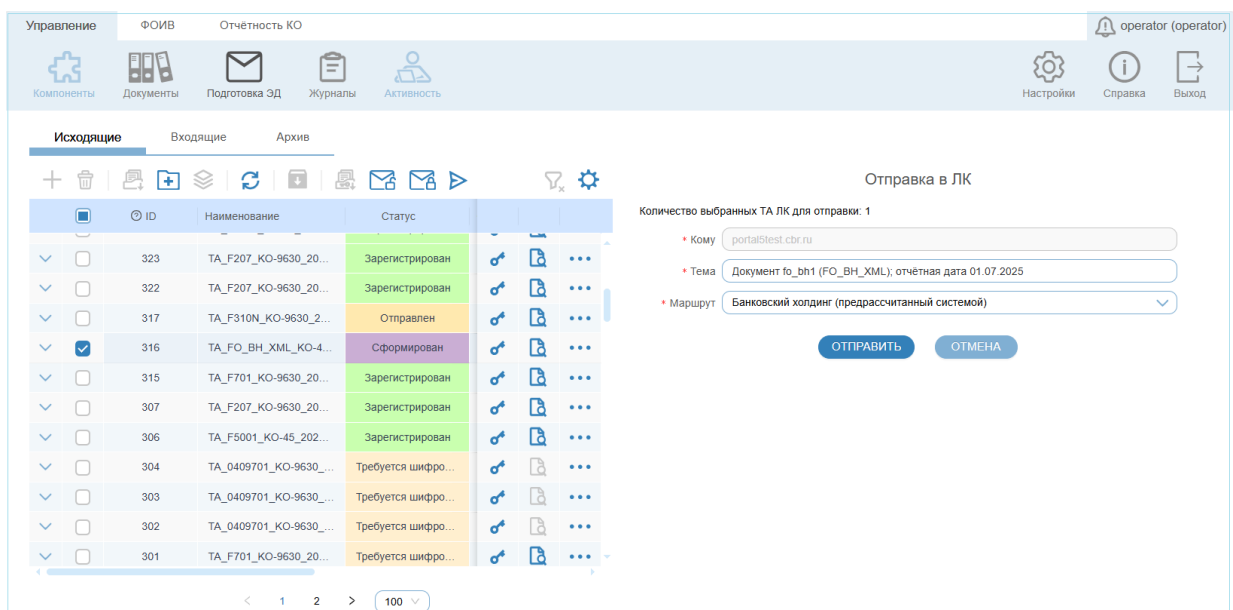 Управление ФОИВ Отчётность КО operator (operator)
Компоненты Документы Подготовка ЭД Журналы Активность Настройки Справка Выход
Исходящие Входящие Архив
Отправка в ЛК
ID Наименование Статус
Количество выбранных ТА ЛК для отправки: 1
* Кому portal5test.cbr.ru
323 TA_F207_KO-9630_20... Зарегистрирован
* Тема Документ fo_bh1 (FO_BH_XML); отчётная дата 01.07.2025
322 TA_F207_KO-9630_20... Зарегистрирован
* Маршрут Банковский холдинг (предрассчитанный системой)
317 TA_F310N_KO-9630_2... Отправлен
316 TA_FO_BH_XML_KO-4... Сформирован
ОТПРАВИТЬ ОТМЕНА
315 TA_F701_KO-9630_20... Зарегистрирован
307 TA_F207_KO-9630_20... Зарегистрирован
306 TA_F5001_KO-45_202... Зарегистрирован
304 TA_0409701_KO-9630_... Требуется шифро...
303 TA_0409701_KO-9630_... Требуется шифро...
302 TA_0409701_KO-9630_... Требуется шифро...
301 TA_F701_KO-9630_20... Требуется шифро...
< 1 2 > 100